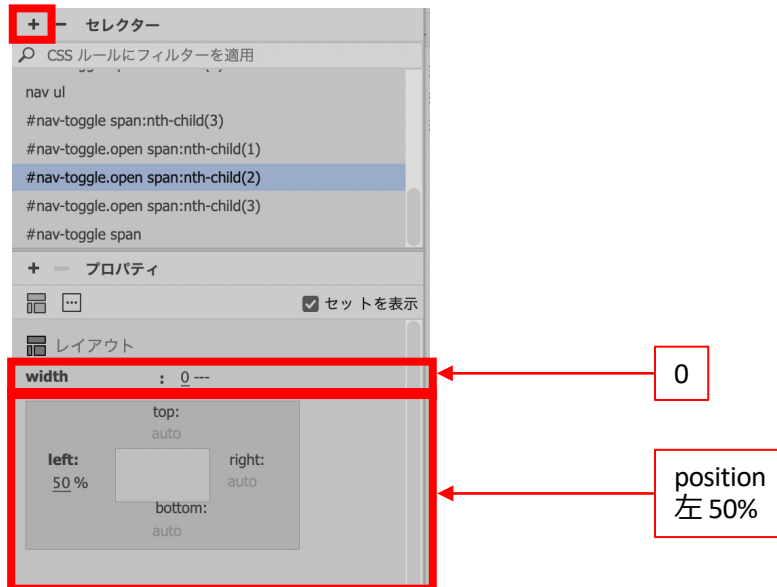 + − セレクター
CSS ルールにフィルターを適用
nav ul
#nav-toggle span:nth-child(3)
#nav-toggle.open span:nth-child(1)
#nav-toggle.open span:nth-child(2)
#nav-toggle.open span:nth-child(3)
#nav-toggle span
+ − プロパティ
セットを表示
レイアウト
width : 0 ---
0
top:
auto
left: right:
50 % auto
bottom:
auto
position
左 50%